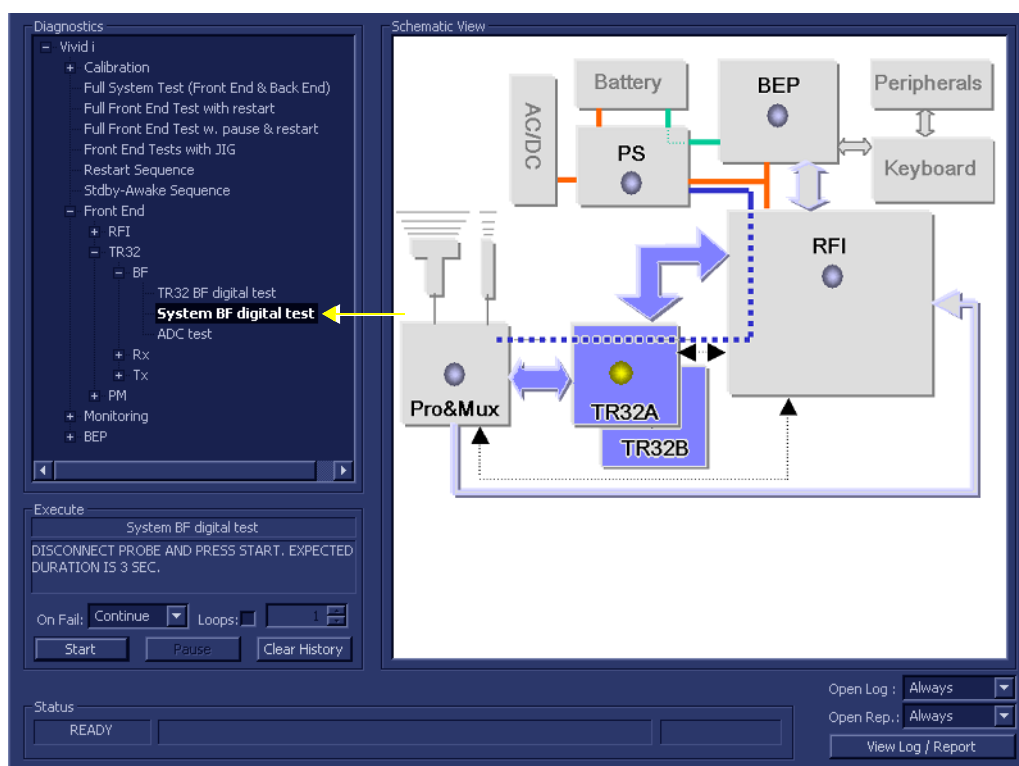 Diagnostics
Vivid i
Calibration
Full System Test (Front End & Back End)
Full Front End Test with restart
Full Front End Test w. pause & restart
Front End Tests with JIG
Restart Sequence
Stdby-Awake Sequence
Front End
RFI
TR32
BF
TR32 BF digital test
System BF digital test
ADC test
Rx
Tx
PM
Monitoring
BEP
Execute
System BF digital test
DISCONNECT PROBE AND PRESS START. EXPECTED
DURATION IS 3 SEC.
On Fail: Continue Loops: 1
Start Pause Clear History
Schematic View
AC/DC
Battery
BEP
Peripherals
PS
Keyboard
RFI
Pro&Mux
TR32A
TR32B
Status
READY
Open Log : Always
Open Rep.: Always
View Log / Report